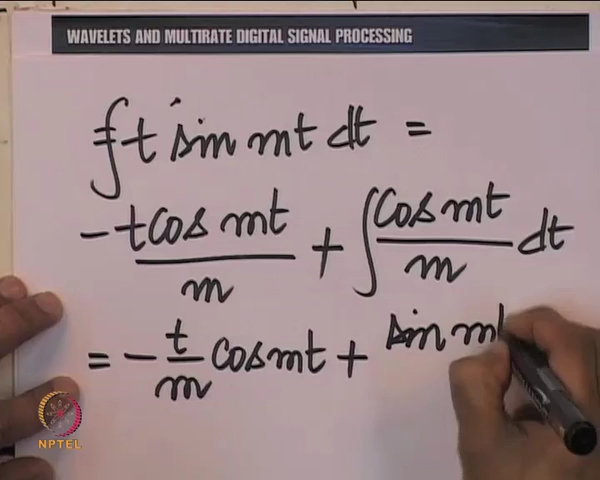 WAVELETS AND MULTIRATE DIGITAL SIGNAL PROCESSING
∫ t sin mt dt =
- t cos mt / m + ∫ cos mt / m dt
= - t/m cos mt + sin mt
NPTEL